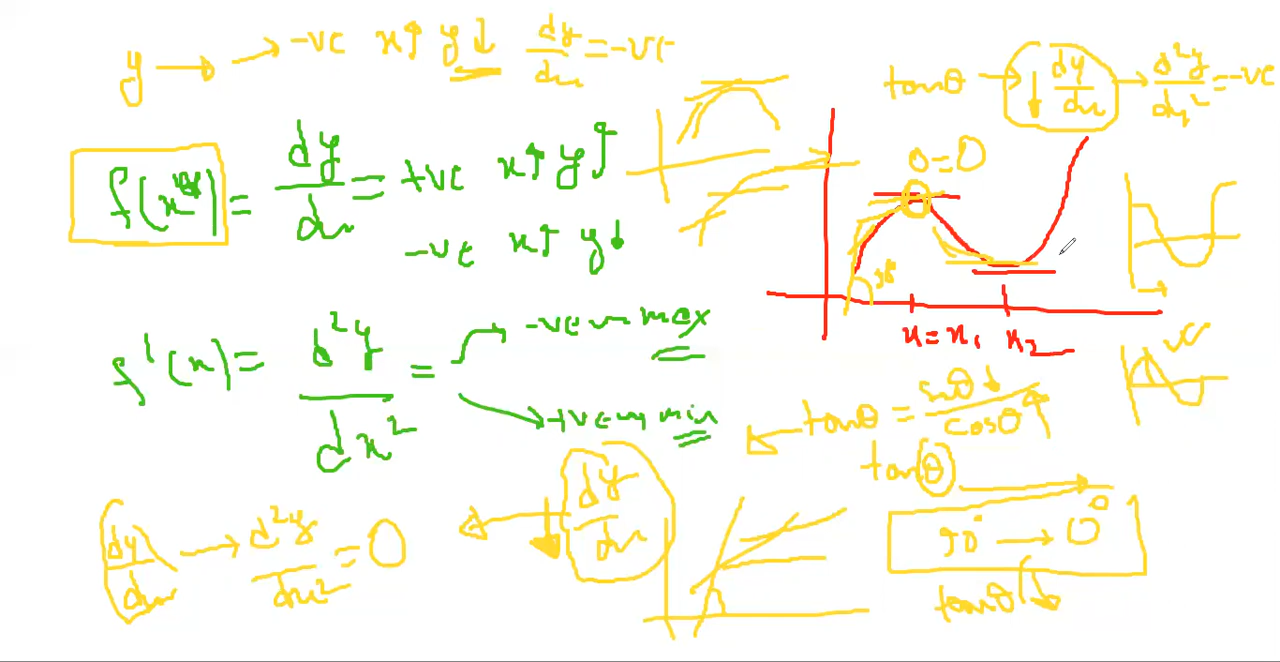 y → → -ve x↑ y↓ dy/dx = -ve
tanθ → ↓ dy/dx → d²y/dx² = -ve
f(x) = dy/dx = +ve x↑ y↑
-ve x↑ y↓
θ=0
f'(x) = d²y/dx² = -ve → max
+ve → min
x = x₁ x₂
tanθ = sinθ↓/cosθ↑
tanθ
dy/dx → d²y/dx² = 0
↓ dy/dx
90° → 0°
tanθ ↓